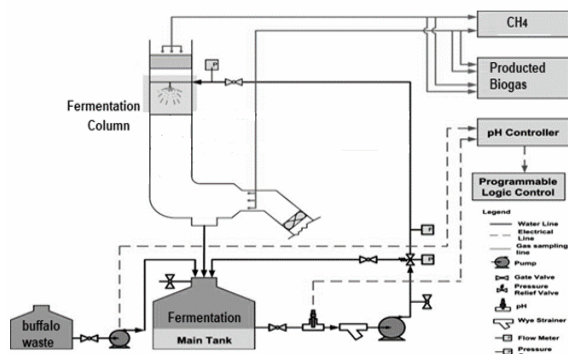 CH4
Producted
Biogas
Fermentation
Column
P
pH Controller
Programmable
Logic Control
Legend
Water Line
Electrical
Line
Gas sampling
line
Pump
Gate Valve
Pressure
Relief Valve
pH
Wye Strainer
Flow Meter
Pressure
buffalo
waste
Fermentation
Main Tank